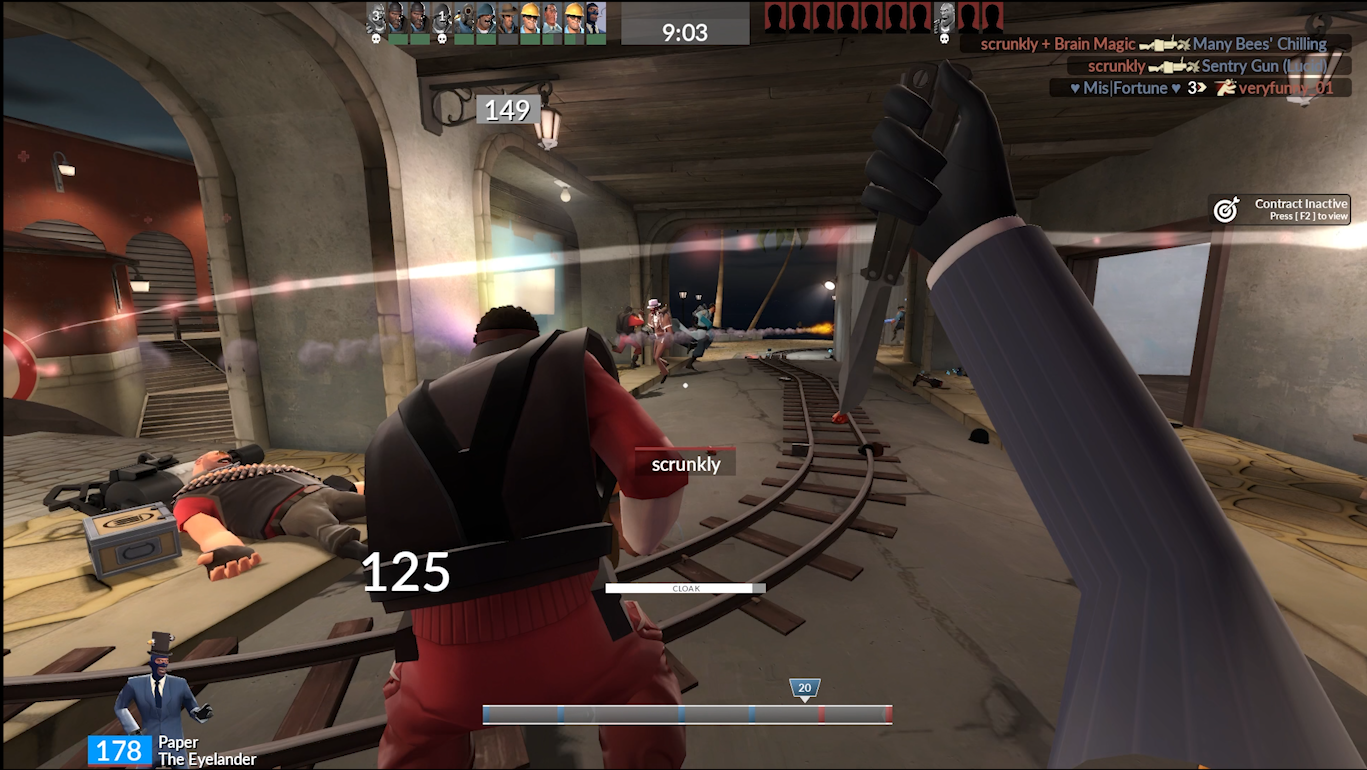 3
1
9:03
scrunkly + Brain Magic Many Bees' Chilling
scrunkly Sentry Gun
♥ Mis|Fortune ♥ 3
149
Contract Inactive
Press [ F2 ] to view
scrunkly
125
CLOAK
20
178
Paper
The Eyelander